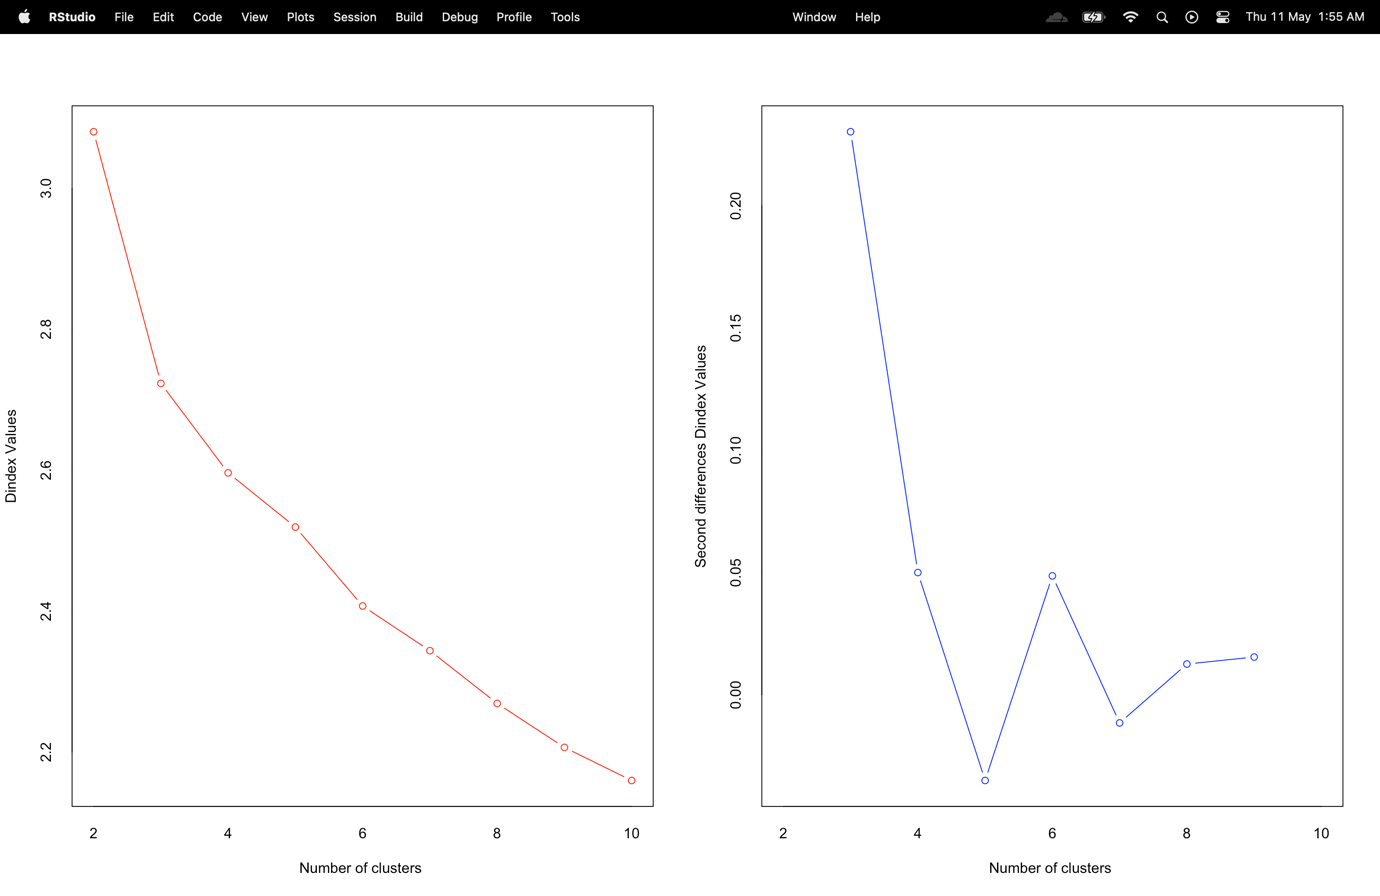 RStudio File Edit Code View Plots Session Build Debug Profile Tools Window Help Thu 11 May 1:55 AM
Dindex Values
3.0
2.8
2.6
2.4
2.2
2 4 6 8 10
Number of clusters
Second differences Dindex Values
0.20
0.15
0.10
0.05
0.00
2 4 6 8 10
Number of clusters